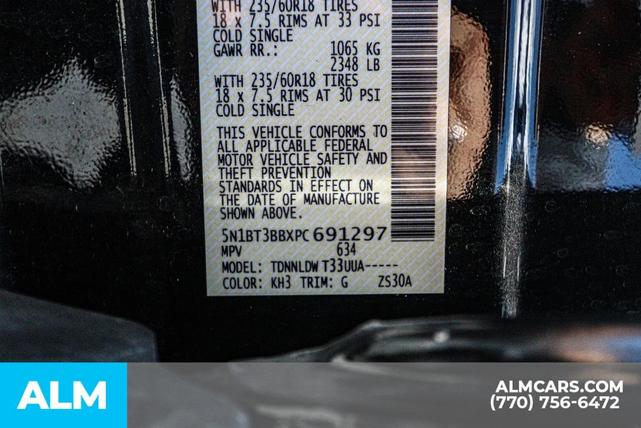 WITH 235/60R18 TIRES
18 x 7.5 RIMS AT 33 PSI
COLD SINGLE
GAWR RR.: 1065 KG
2348 LB
WITH 235/60R18 TIRES
18 x 7.5 RIMS AT 30 PSI
COLD SINGLE
THIS VEHICLE CONFORMS TO
ALL APPLICABLE FEDERAL
MOTOR VEHICLE SAFETY AND
THEFT PREVENTION
STANDARDS IN EFFECT ON
THE DATE OF MANUFACTURE
SHOWN ABOVE.
5N1BT3BBXPC691297
MPV 634
MODEL: TDNNLDW T33UUA-----
COLOR: KH3 TRIM: G ZS30A
ALM
ALMCARS.COM
(770) 756-6472